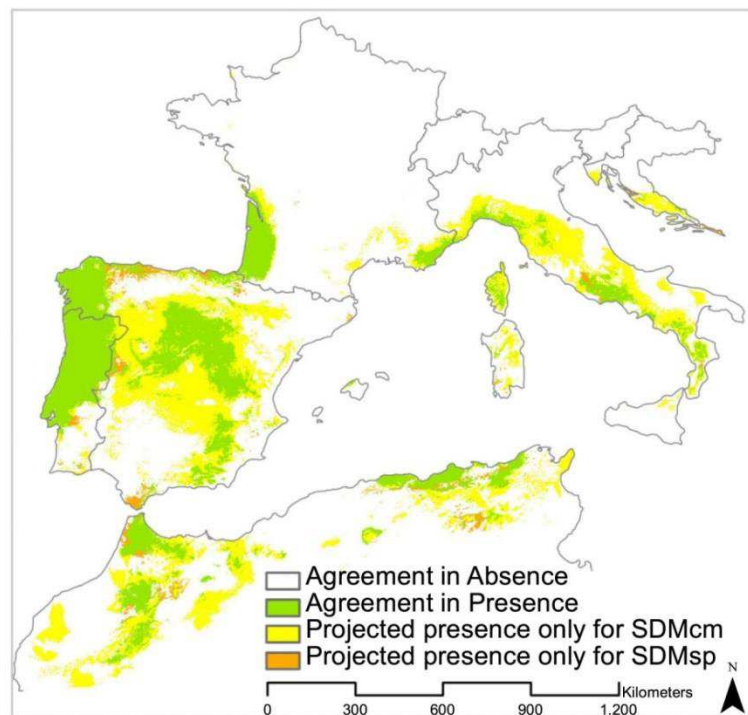 Agreement in Absence
Agreement in Presence
Projected presence only for SDMcm
Projected presence only for SDMsp
N
Kilometers
0 300 600 900 1.200